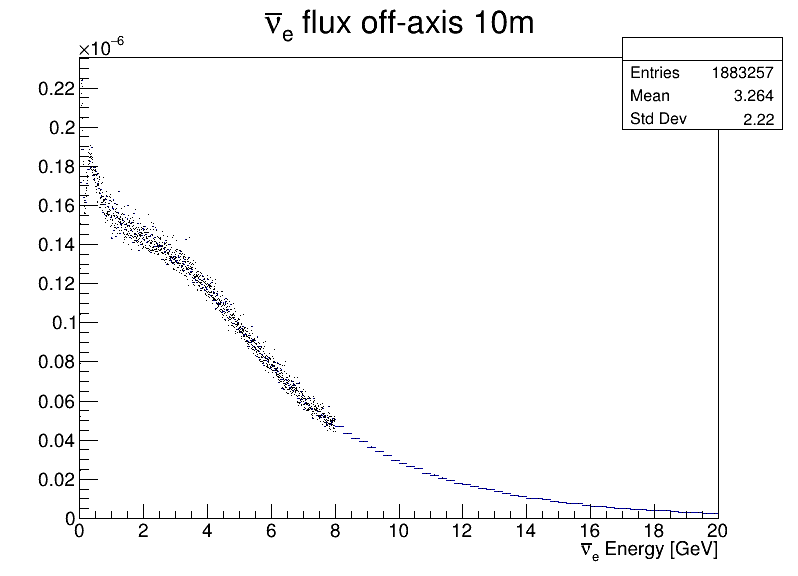 ν̅e flux off-axis 10m
×10⁻⁶
Entries 1883257
Mean 3.264
Std Dev 2.22
0.22
0.2
0.18
0.16
0.14
0.12
0.1
0.08
0.06
0.04
0.02
0
0 2 4 6 8 10 12 14 16 18 20
ν̅e Energy [GeV]